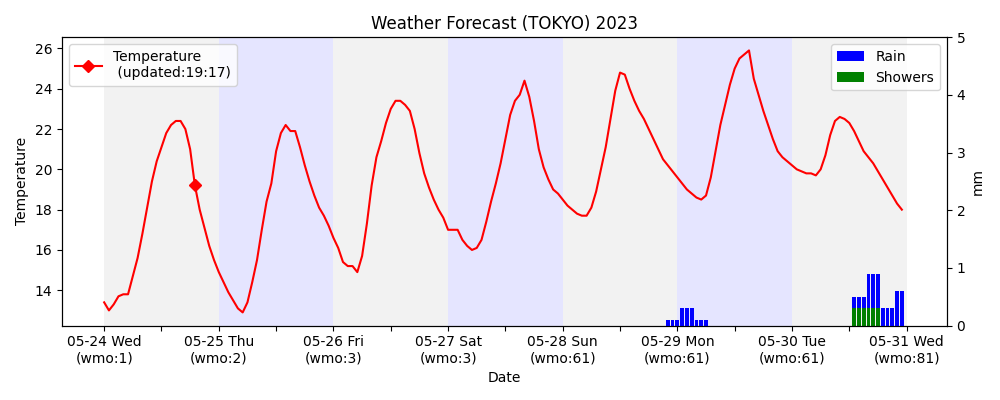 Weather Forecast (TOKYO) 2023
Temperature
(updated:19:17)
Rain
Showers
26
24
22
20
18
16
14
Temperature
5
4
3
2
1
0
mm
05-24 Wed
(wmo:1)
05-25 Thu
(wmo:2)
05-26 Fri
(wmo:3)
05-27 Sat
(wmo:3)
05-28 Sun
(wmo:61)
05-29 Mon
(wmo:61)
05-30 Tue
(wmo:61)
05-31 Wed
(wmo:81)
Date